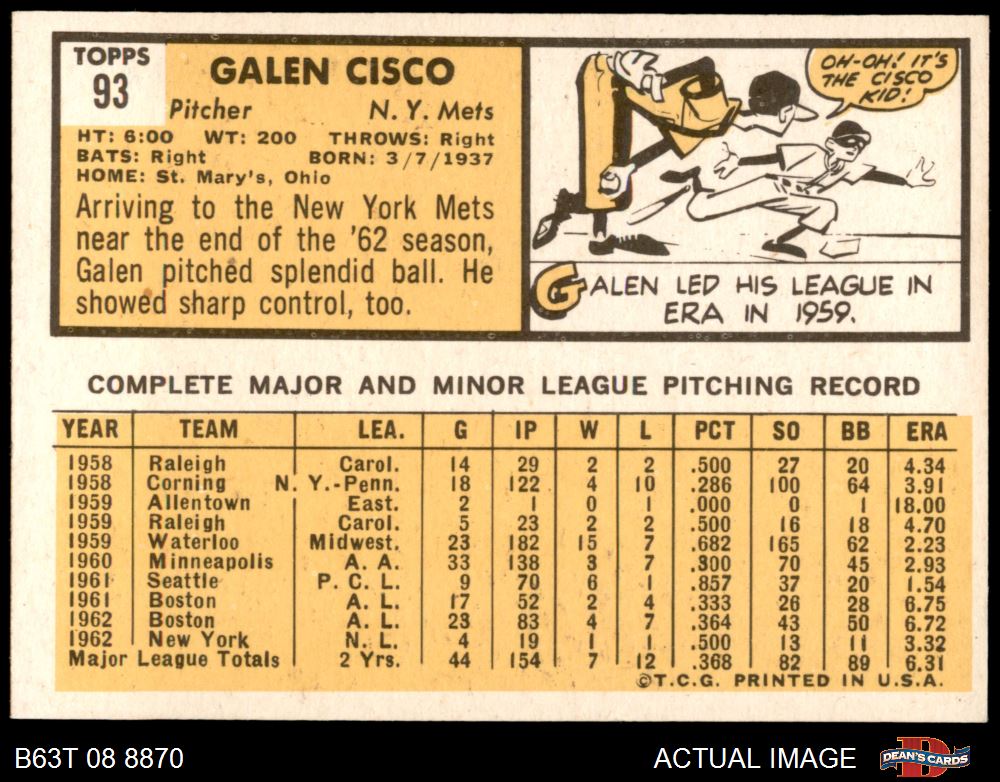 TOPPS
93
GALEN CISCO
Pitcher N. Y. Mets
HT: 6:00 WT: 200 THROWS: Right
BATS: Right BORN: 3/7/1937
HOME: St. Mary's, Ohio
Arriving to the New York Mets
near the end of the '62 season,
Galen pitched splendid ball. He
showed sharp control, too.
OH-OH! IT'S
THE CISCO
KID!
GALEN LED HIS LEAGUE IN
ERA IN 1959.
COMPLETE MAJOR AND MINOR LEAGUE PITCHING RECORD
YEAR TEAM LEA. G IP W L PCT SO BB ERA
1958 Raleigh Carol. 14 29 2 2 .500 27 20 4.34
1958 Corning N. Y.-Penn. 18 122 4 10 .286 100 64 3.91
1959 Allentown East. 2 1 0 1 .000 0 1 18.00
1959 Raleigh Carol. 5 23 2 2 .500 16 18 4.70
1959 Waterloo Midwest. 23 182 15 7 .682 165 62 2.23
1960 Minneapolis A. A. 33 138 3 7 .300 70 45 2.93
1961 Seattle P. C. L. 9 70 6 1 .857 37 20 1.54
1961 Boston A. L. 17 52 2 4 .333 26 28 6.75
1962 Boston A. L. 23 83 4 7 .364 43 50 6.72
1962 New York N. L. 4 19 1 1 .500 13 11 3.32
Major League Totals 2 Yrs. 44 154 7 12 .368 82 89 6.31
©T.C.G. PRINTED IN U.S.A.
B63T 08 8870 ACTUAL IMAGE DEAN'S CARDS